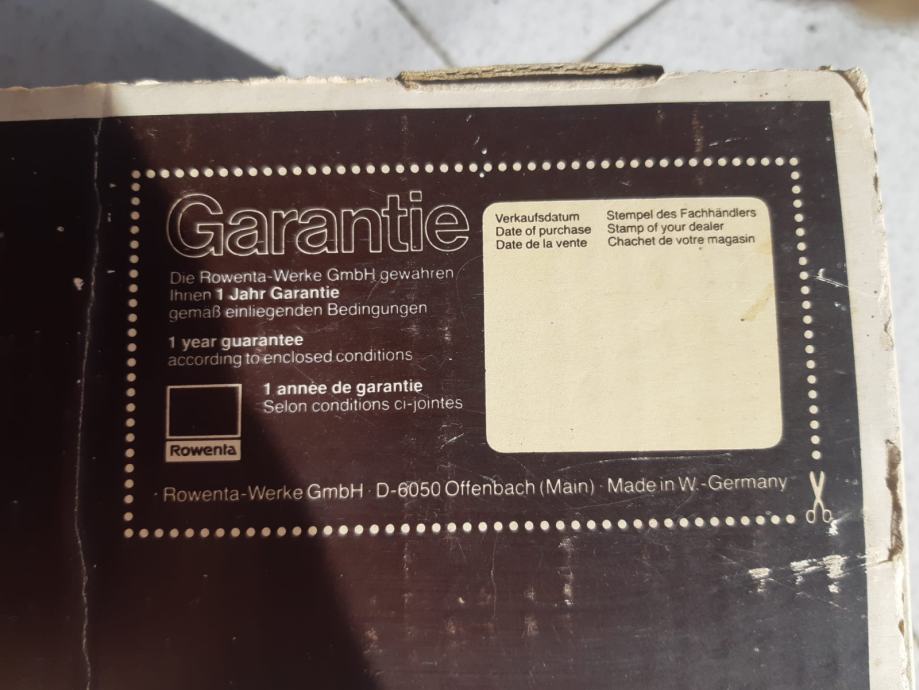 Garantie
Die Rowenta-Werke GmbH gewähren
Ihnen 1 Jahr Garantie
gemäß einliegenden Bedingungen
1 year guarantee
according to enclosed conditions
1 année de garantie
Selon conditions ci-jointes
Rowenta
Verkaufsdatum
Date of purchase
Date de la vente
Stempel des Fachhändlers
Stamp of your dealer
Chachet de votre magasin
· Rowenta-Werke GmbH · D-6050 Offenbach (Main) · Made in W.-Germany